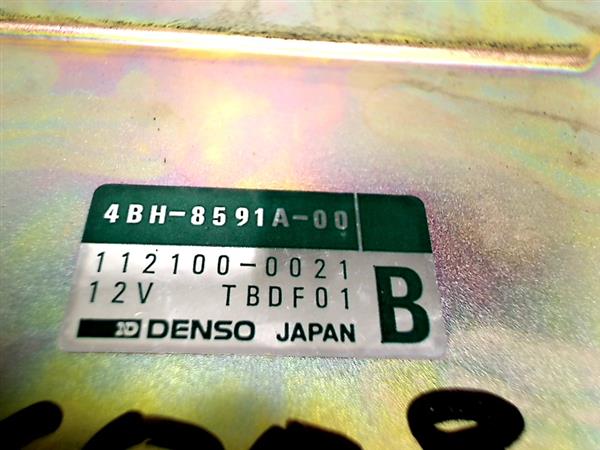 4BH-8591A-00
112100-0021
12V TBDF01 B
DENSO JAPAN